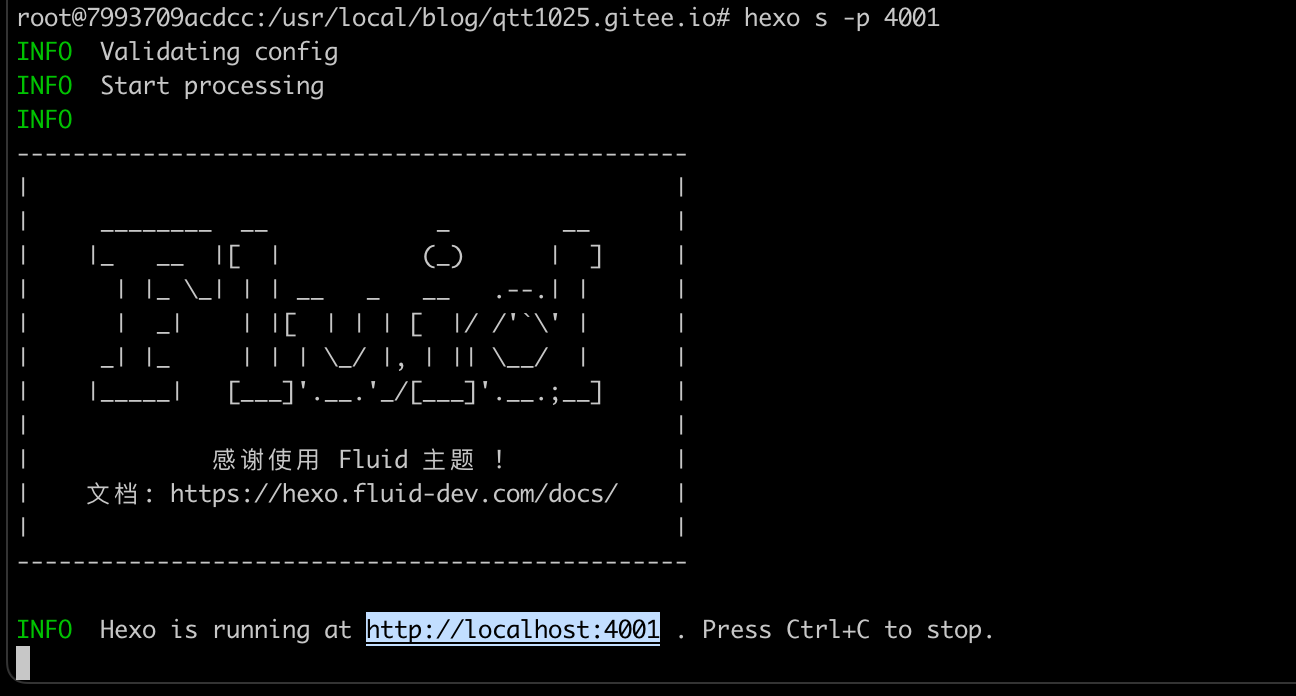 root@7993709acdcc:/usr/local/blog/qtt1025.gitee.io# hexo s -p 4001
INFO  Validating config
INFO  Start processing
INFO
------------------------------------------------
|                                               |
|     ________  __            _        __      |
|    |_   __  |[  |          (_)      |  ]     |
|      | |_ \_| | | __   _   __   .--.| |      |
|      |  _|    | |[  | | | [  |/ /'`\' |      |
|     _| |_     | | | \_/ |, | || \__/  |      |
|    |_____|   [___]'.__.'_/[___]'.__.;__]     |
|                                               |
|             感谢使用 Fluid 主题 !             |
|    文档: https://hexo.fluid-dev.com/docs/    |
|                                               |
------------------------------------------------
INFO  Hexo is running at http://localhost:4001 . Press Ctrl+C to stop.